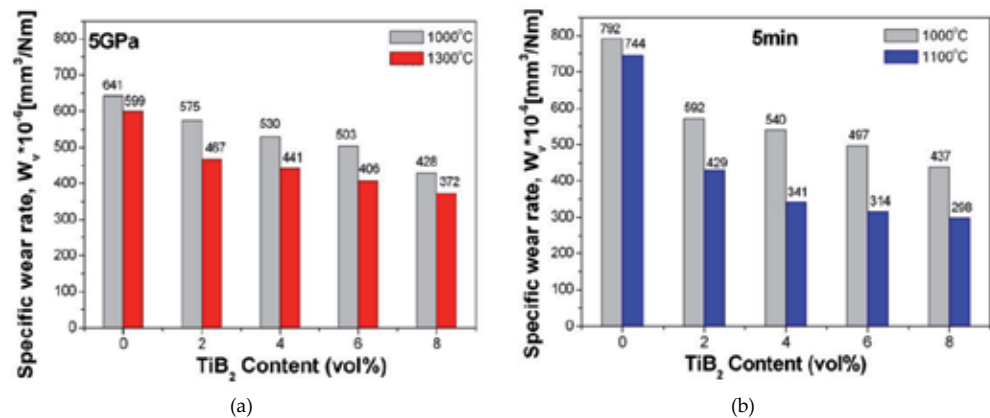 5GPa
1000°C
1300°C
Specific wear rate, Wv*10-6[mm3/Nm]
800
700
600
500
400
300
200
100
0
641
599
575
467
530
441
503
406
428
372
0 2 4 6 8
TiB2 Content (vol%)
(a)
5min
1000°C
1100°C
Specific wear rate, Wv*10-6[mm3/Nm]
800
700
600
500
400
300
200
100
0
792
744
592
429
540
341
497
314
437
298
0 2 4 6 8
TiB2 Content (vol%)
(b)